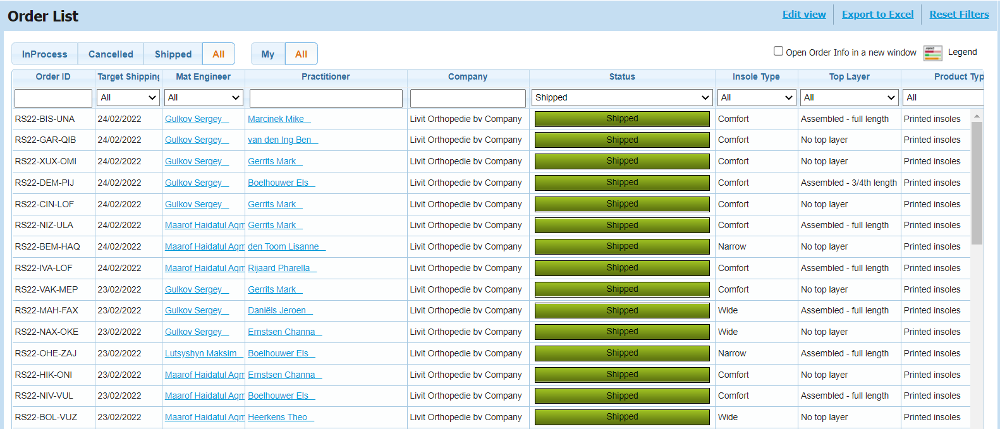 Order List
Edit view Export to Excel Reset Filters
InProcess Cancelled Shipped All My All Open Order Info in a new window Legend
Order ID Target Shipping Mat Engineer Practitioner Company Status Insole Type Top Layer Product Typ
All All Shipped All All All
RS22-BIS-UNA 24/02/2022 Gulkov Sergey Marcinek Mike Livit Orthopedie bv Company Shipped Comfort Assembled - full length Printed insoles
RS22-GAR-QIB 24/02/2022 Gulkov Sergey van den Ing Ben Livit Orthopedie bv Company Shipped Comfort No top layer Printed insoles
RS22-XUX-OMI 24/02/2022 Gulkov Sergey Gerrits Mark Livit Orthopedie bv Company Shipped Comfort No top layer Printed insoles
RS22-DEM-PIJ 24/02/2022 Gulkov Sergey Boelhouwer Els Livit Orthopedie bv Company Shipped Comfort Assembled - 3/4th length Printed insoles
RS22-CIN-LOF 24/02/2022 Gulkov Sergey Gerrits Mark Livit Orthopedie bv Company Shipped Comfort No top layer Printed insoles
RS22-NIZ-ULA 24/02/2022 Maarof Haidatul Aqm Gerrits Mark Livit Orthopedie bv Company Shipped Comfort Assembled - full length Printed insoles
RS22-BEM-HAQ 24/02/2022 Maarof Haidatul Aqm den Toom Lisanne Livit Orthopedie bv Company Shipped Narrow No top layer Printed insoles
RS22-IVA-LOF 24/02/2022 Maarof Haidatul Aqm Rijaard Pharella Livit Orthopedie bv Company Shipped Comfort Assembled - full length Printed insoles
RS22-VAK-MEP 23/02/2022 Gulkov Sergey Gerrits Mark Livit Orthopedie bv Company Shipped Comfort No top layer Printed insoles
RS22-MAH-FAX 23/02/2022 Gulkov Sergey Daniëls Jeroen Livit Orthopedie bv Company Shipped Wide Assembled - full length Printed insoles
RS22-NAX-OKE 23/02/2022 Gulkov Sergey Ernstsen Channa Livit Orthopedie bv Company Shipped Wide No top layer Printed insoles
RS22-OHE-ZAJ 23/02/2022 Lutsyshyn Maksim Boelhouwer Els Livit Orthopedie bv Company Shipped Narrow Assembled - full length Printed insoles
RS22-HIK-ONI 23/02/2022 Maarof Haidatul Aqm Ernstsen Channa Livit Orthopedie bv Company Shipped Comfort No top layer Printed insoles
RS22-NIV-VUL 23/02/2022 Maarof Haidatul Aqm Boelhouwer Els Livit Orthopedie bv Company Shipped Comfort Assembled - full length Printed insoles
RS22-BOL-VUZ 23/02/2022 Maarof Haidatul Aqm Heerkens Theo Livit Orthopedie bv Company Shipped Wide No top layer Printed insoles